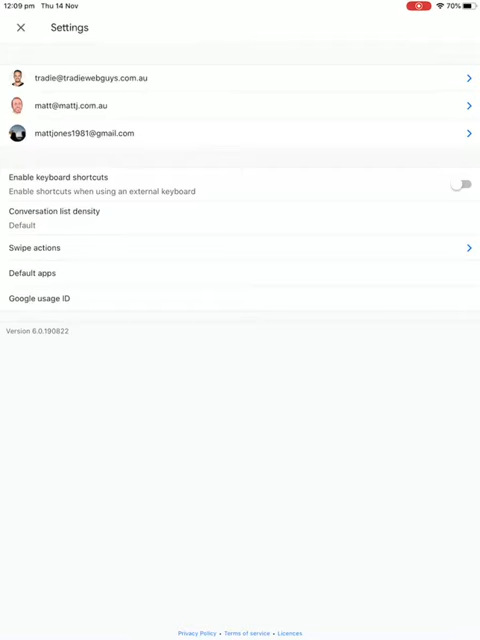 12:09 pm Thu 14 Nov 70%
Settings
tradie@tradiewebguys.com.au
matt@mattj.com.au
mattjones1981@gmail.com
Enable keyboard shortcuts
Enable shortcuts when using an external keyboard
Conversation list density
Default
Swipe actions
Default apps
Google usage ID
Version 6.0.190822
Privacy Policy • Terms of service • Licences